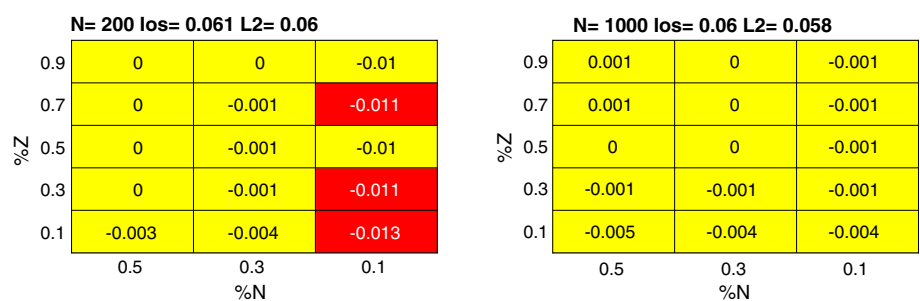 N= 200 los= 0.061 L2= 0.06
0.9 0 0 -0.01
0.7 0 -0.001 -0.011
0.5 0 -0.001 -0.01
0.3 0 -0.001 -0.011
0.1 -0.003 -0.004 -0.013
0.5 0.3 0.1
%N
%Z
N= 1000 los= 0.06 L2= 0.058
0.9 0.001 0 -0.001
0.7 0.001 0 -0.001
0.5 0 0 -0.001
0.3 -0.001 -0.001 -0.001
0.1 -0.005 -0.004 -0.004
0.5 0.3 0.1
%N
%Z